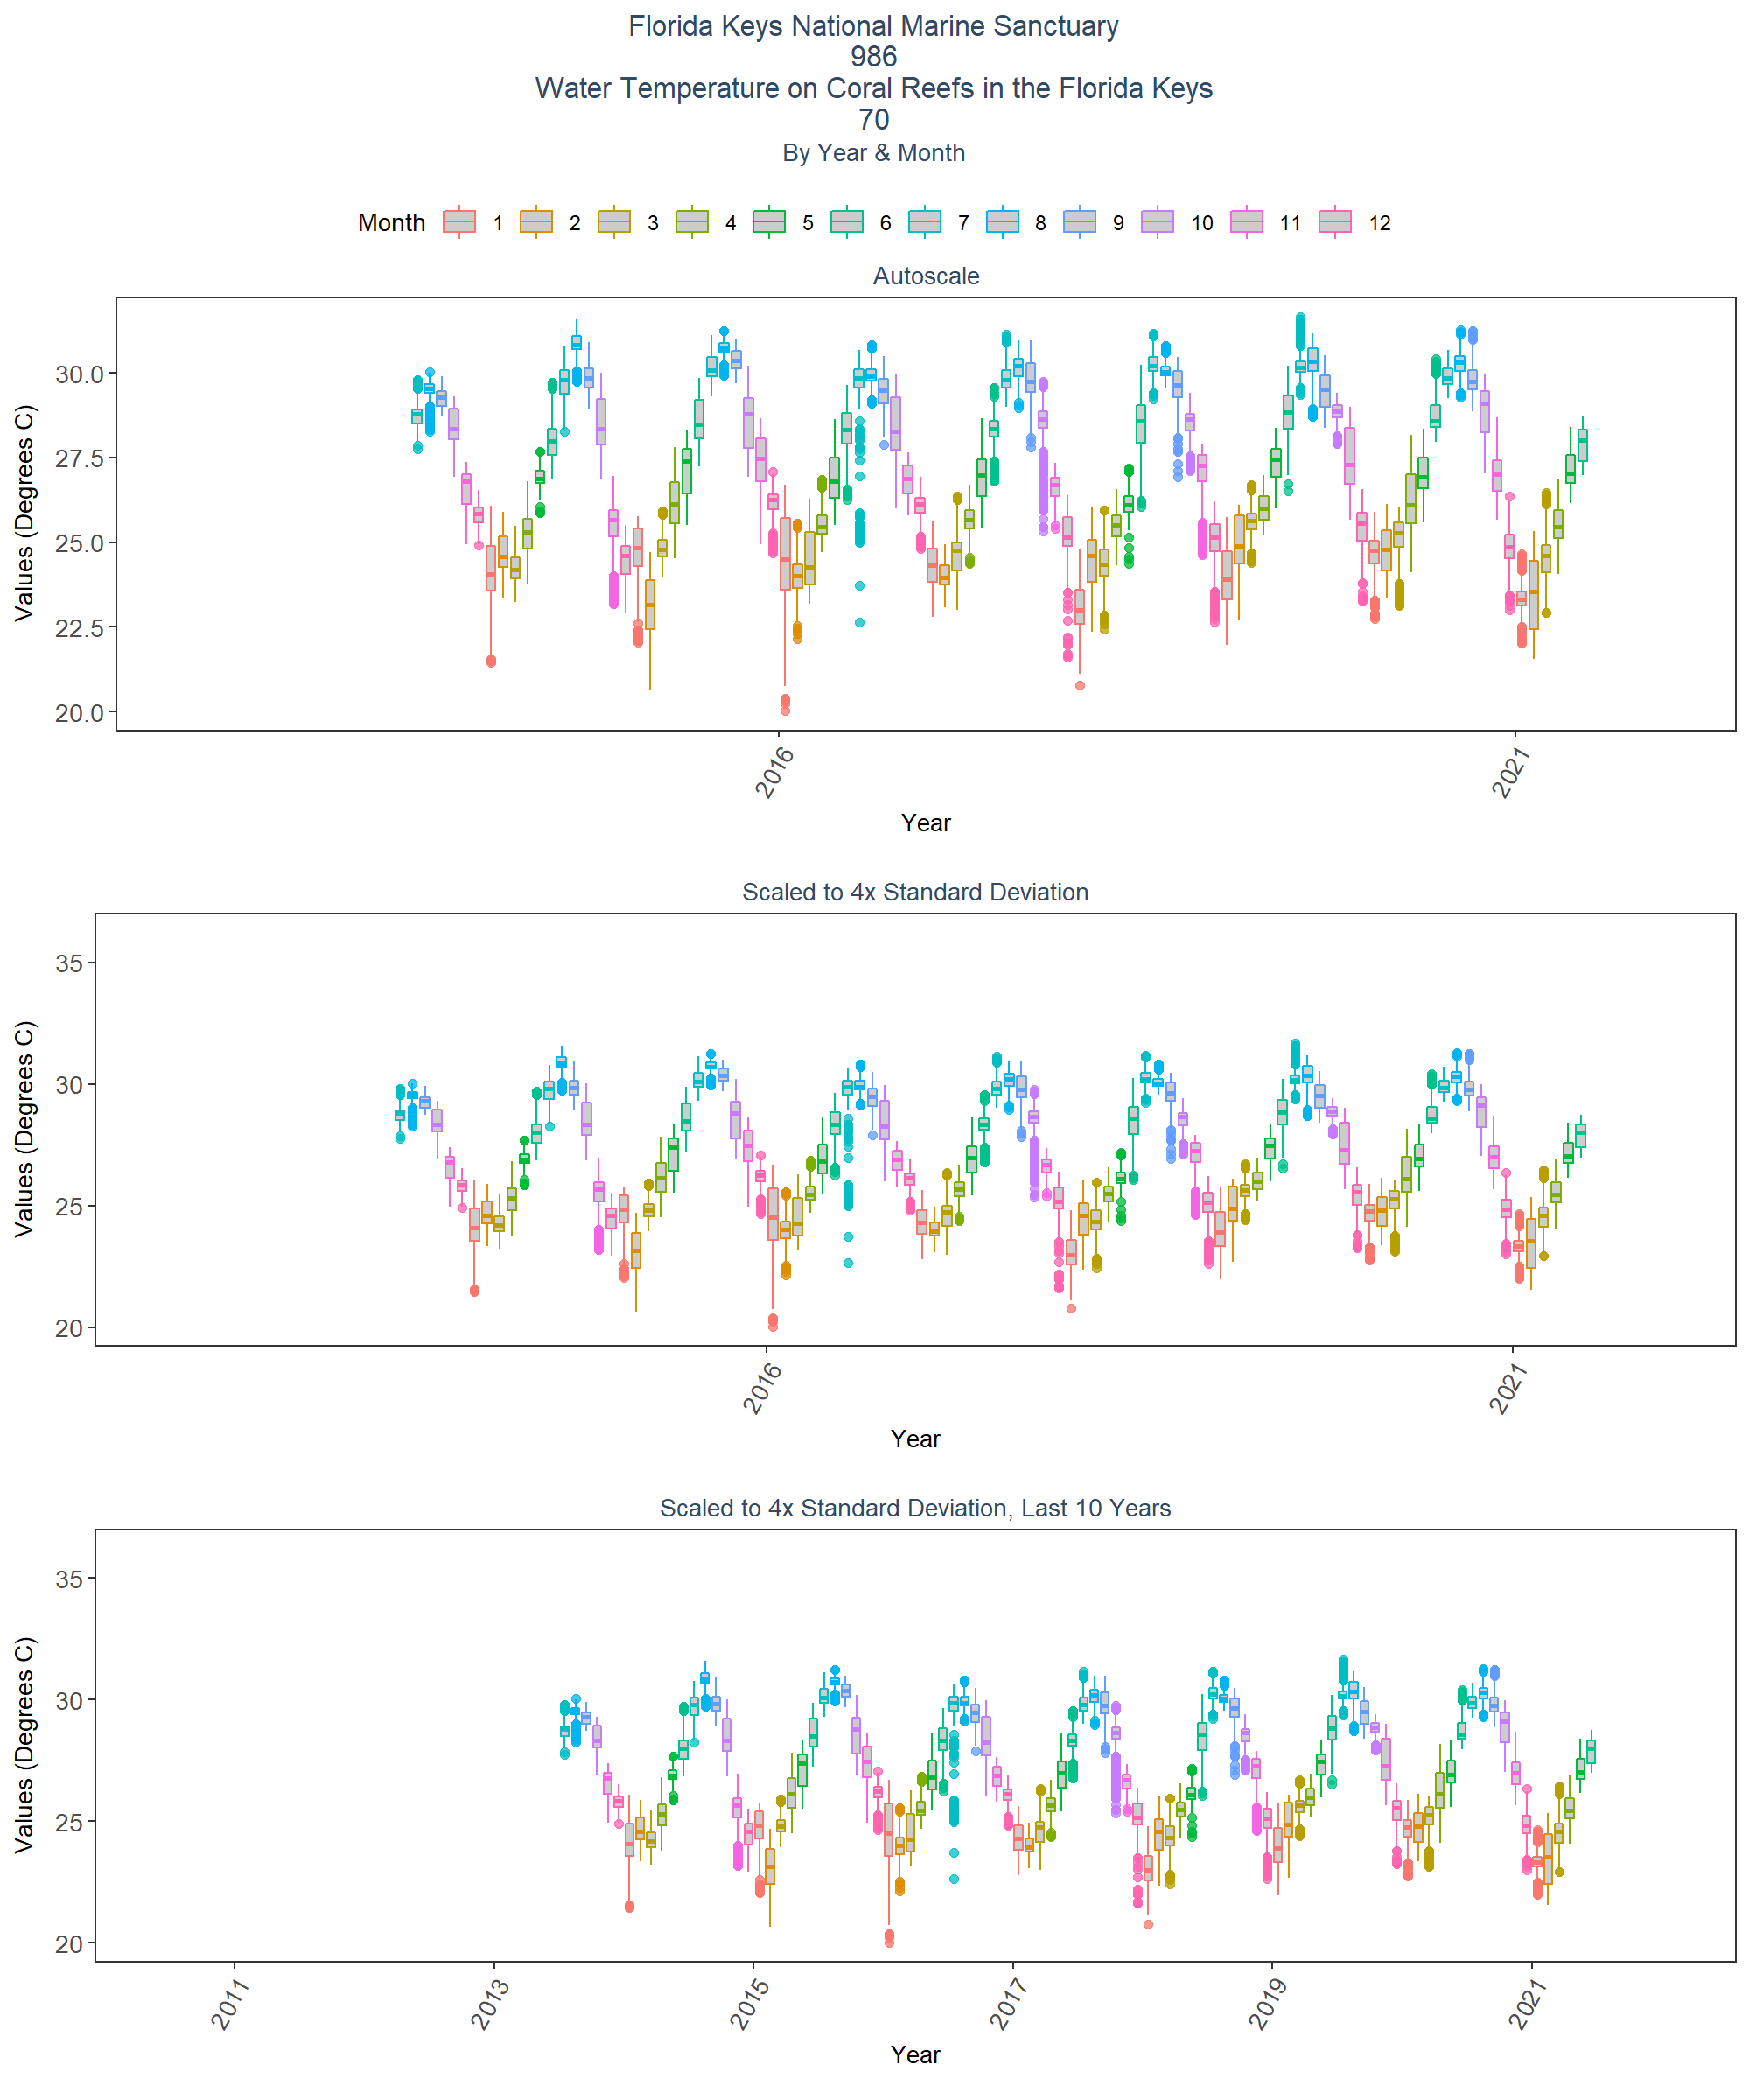 Florida Keys National Marine Sanctuary
986
Water Temperature on Coral Reefs in the Florida Keys
70
By Year & Month
Month 1 2 3 4 5 6 7 8 9 10 11 12
Autoscale
Values (Degrees C)
30.0
27.5
25.0
22.5
20.0
2016 2021
Year
Scaled to 4x Standard Deviation
Values (Degrees C)
35
30
25
20
2016 2021
Year
Scaled to 4x Standard Deviation, Last 10 Years
Values (Degrees C)
35
30
25
20
2011 2013 2015 2017 2019 2021
Year